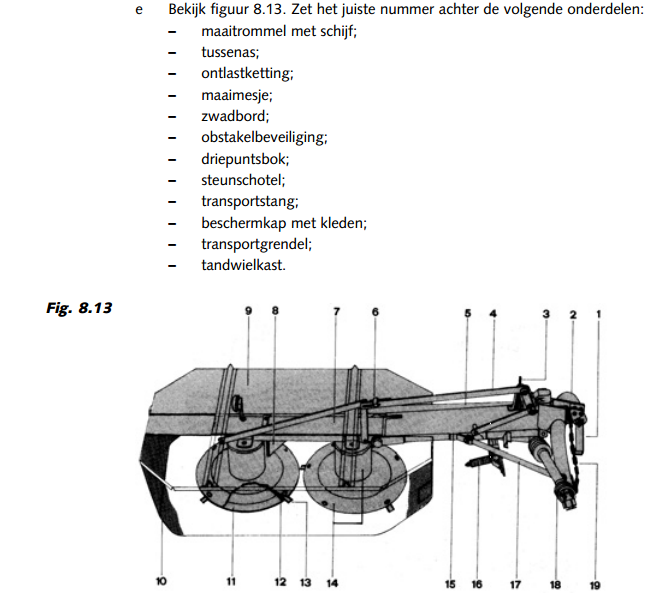 e Bekijk figuur 8.13. Zet het juiste nummer achter de volgende onderdelen:
– maaitrommel met schijf;
– tussenas;
– ontlastketting;
– maaimesje;
– zwadbord;
– obstakelbeveiliging;
– driepuntsbok;
– steunschotel;
– transportstang;
– beschermkap met kleden;
– transportgrendel;
– tandwielkast.
Fig. 8.13
9 8 7 6 5 4 3 2 1
10 11 12 13 14 15 16 17 18 19